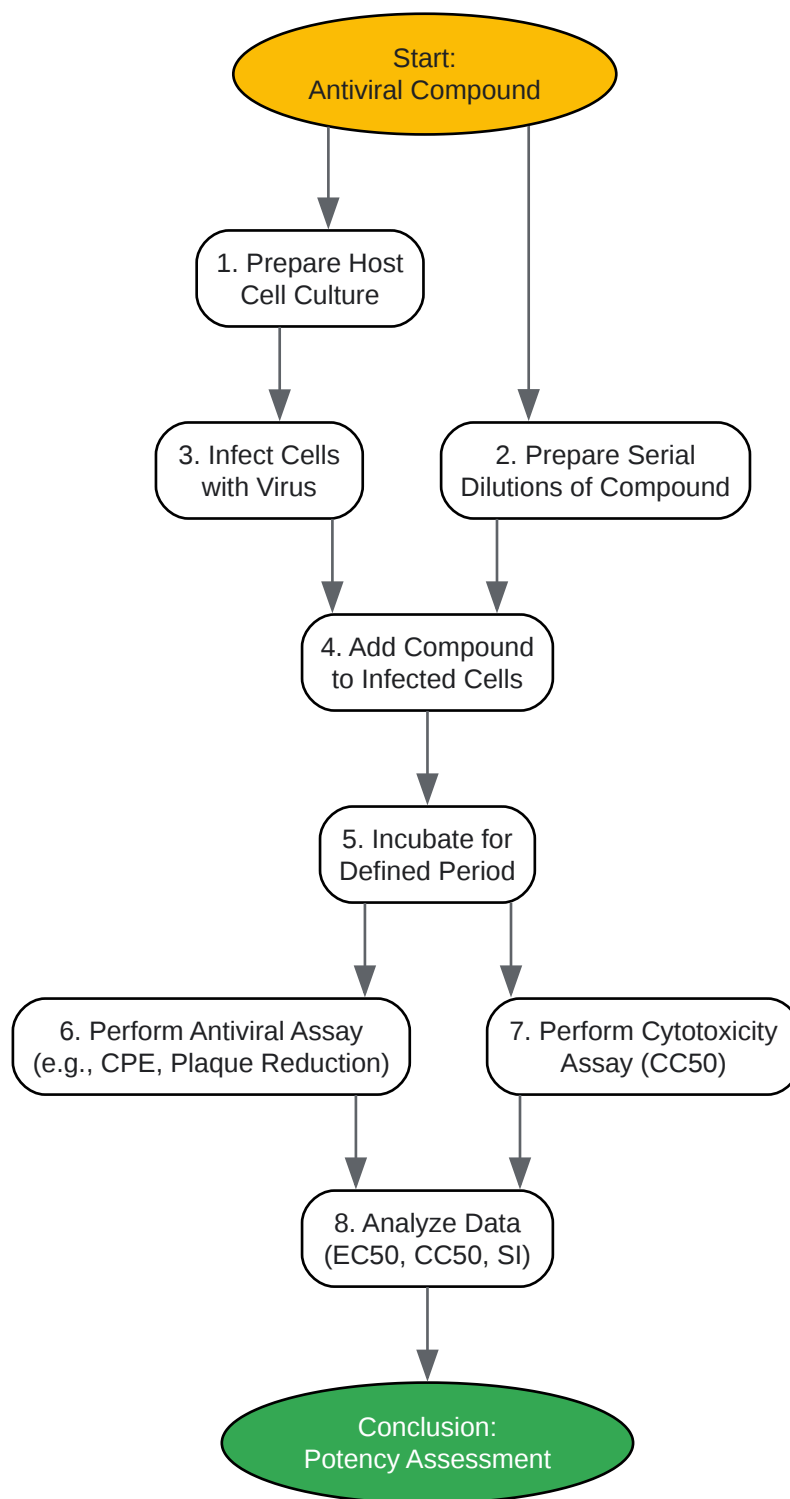 Start:
Antiviral Compound
1. Prepare Host
Cell Culture
3. Infect Cells
with Virus
2. Prepare Serial
Dilutions of Compound
4. Add Compound
to Infected Cells
5. Incubate for
Defined Period
6. Perform Antiviral Assay
(e.g., CPE, Plaque Reduction)
7. Perform Cytotoxicity
Assay (CC50)
8. Analyze Data
(EC50, CC50, SI)
Conclusion:
Potency Assessment